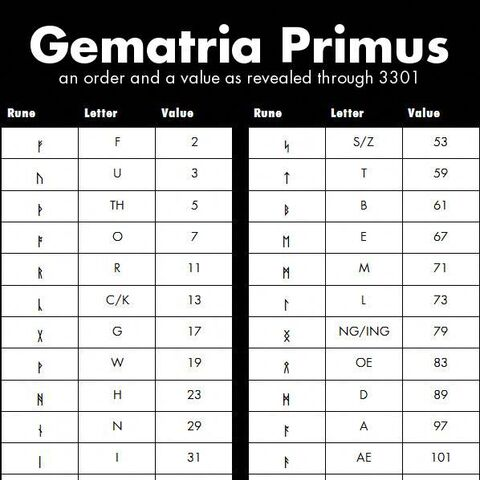 Gematria Primus
an order and a value as revealed through 3301
Rune Letter Value Rune Letter Value
ᚠ F 2 ᛋ S/Z 53
ᚢ U 3 ᛏ T 59
ᚦ TH 5 ᛒ B 61
ᚩ O 7 ᛖ E 67
ᚱ R 11 ᛗ M 71
ᚳ C/K 13 ᛚ L 73
ᚷ G 17 ᛝ NG/ING 79
ᚹ W 19 ᛟ OE 83
ᚻ H 23 ᛞ D 89
ᚾ N 29 ᚪ A 97
ᛁ I 31 ᚫ AE 101